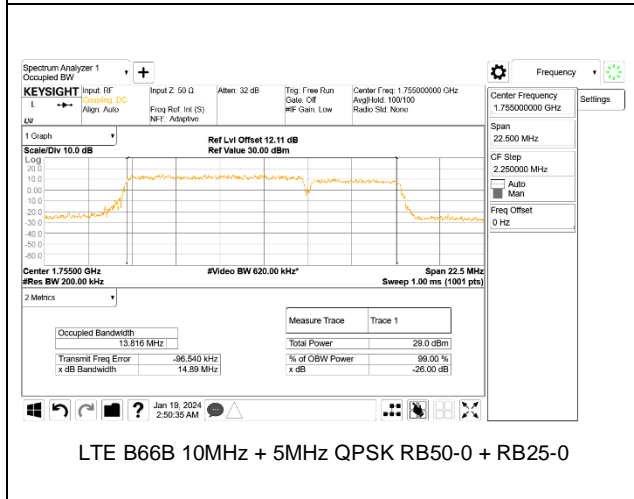 Spectrum Analyzer 1
Occupied BW
KEYSIGHT
L
Input: RF
Coupling: DC
Align: Auto
Input Z: 50 Ω
Freq Ref: Int (S)
NFE: Adaptive
Atten: 32 dB
Trig: Free Run
Gate: Off
#IF Gain: Low
Center Freq: 1.755000000 GHz
Avg|Hold: 100/100
Radio Std: None
1 Graph
Scale/Div 10.0 dB
Ref Lvl Offset 12.11 dB
Ref Value 30.00 dBm
Log
20.0
10.0
0.00
-10.0
-20.0
-30.0
-40.0
-50.0
-60.0
Center 1.75500 GHz
#Res BW 200.00 kHz
#Video BW 620.00 kHz*
Span 22.5 MHz
Sweep 1.00 ms (1001 pts)
2 Metrics
Occupied Bandwidth
13.816 MHz
Transmit Freq Error -96.540 kHz
x dB Bandwidth 14.89 MHz
Measure Trace Trace 1
Total Power 29.0 dBm
% of OBW Power 99.00 %
x dB -26.00 dB
Jan 19, 2024
2:50:35 AM
Frequency
Center Frequency
1.755000000 GHz
Settings
Span
22.500 MHz
CF Step
2.250000 MHz
Auto
Man
Freq Offset
0 Hz
LTE B66B 10MHz + 5MHz QPSK RB50-0 + RB25-0